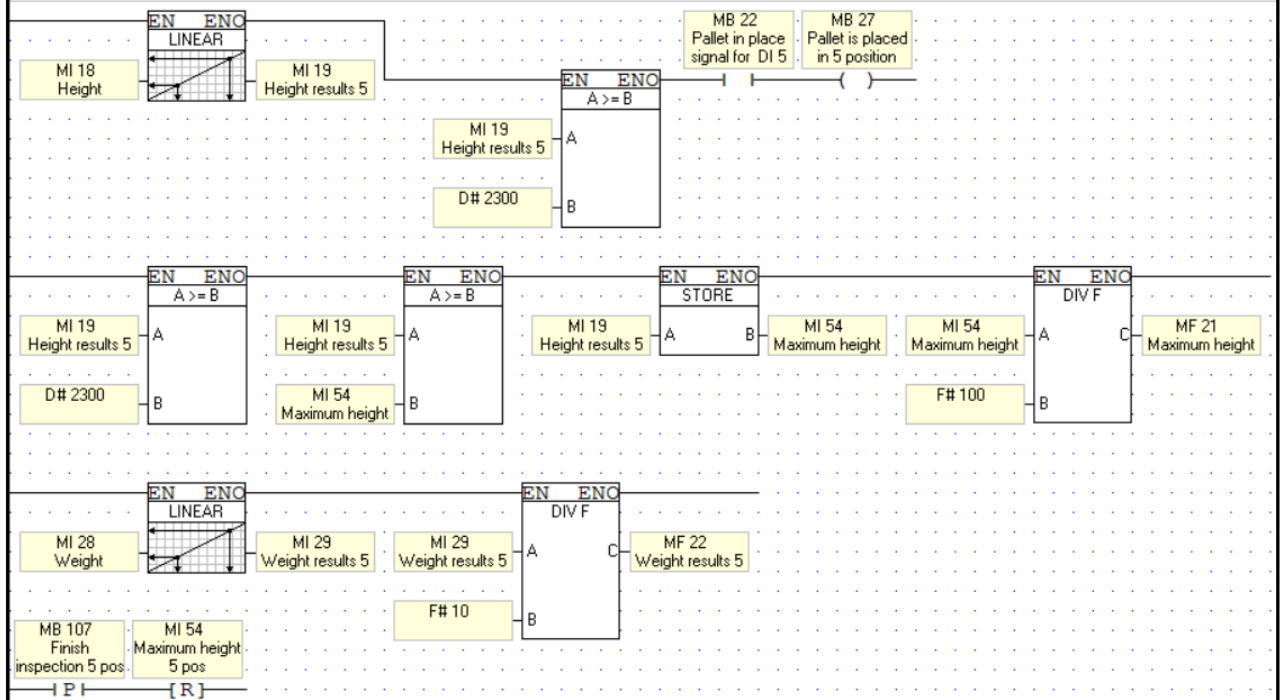 EN ENO
LINEAR
MI 18
Height
MI 19
Height results 5
MB 22
Pallet in place
signal for DI 5
MB 27
Pallet is placed
in 5 position
EN ENO
A >= B
MI 19
Height results 5
A
D# 2300
B
EN ENO
A >= B
MI 19
Height results 5
A
D# 2300
B
EN ENO
A >= B
MI 19
Height results 5
A
MI 54
Maximum height
B
EN ENO
STORE
MI 19
Height results 5
A
B
MI 54
Maximum height
EN ENO
DIV F
MI 54
Maximum height
A
C
MF 21
Maximum height
F# 100
B
EN ENO
LINEAR
MI 28
Weight
MI 29
Weight results 5
EN ENO
DIV F
MI 29
Weight results 5
A
C
MF 22
Weight results 5
F# 10
B
MB 107
Finish
inspection 5 pos
P
MI 54
Maximum height
5 pos
R